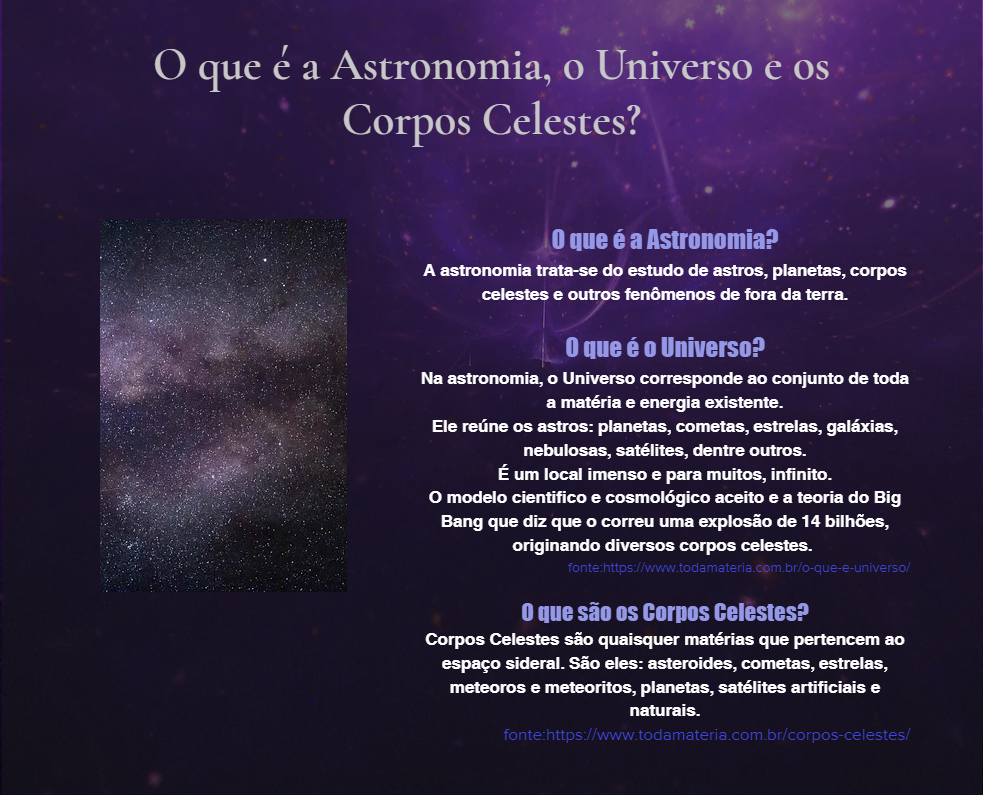 O que é a Astronomia, o Universo e os
Corpos Celestes?
O que é a Astronomia?
A astronomia trata-se do estudo de astros, planetas, corpos
celestes e outros fenômenos de fora da terra.
O que é o Universo?
Na astronomia, o Universo corresponde ao conjunto de toda
a matéria e energia existente.
Ele reúne os astros: planetas, cometas, estrelas, galáxias,
nebulosas, satélites, dentre outros.
É um local imenso e para muitos, infinito.
O modelo cientifico e cosmológico aceito e a teoria do Big
Bang que diz que o correu uma explosão de 14 bilhões,
originando diversos corpos celestes.
fonte:https://www.todamateria.com.br/o-que-e-universo/
O que são os Corpos Celestes?
Corpos Celestes são quaisquer matérias que pertencem ao
espaço sideral. São eles: asteroides, cometas, estrelas,
meteoros e meteoritos, planetas, satélites artificiais e
naturais.
fonte:https://www.todamateria.com.br/corpos-celestes/